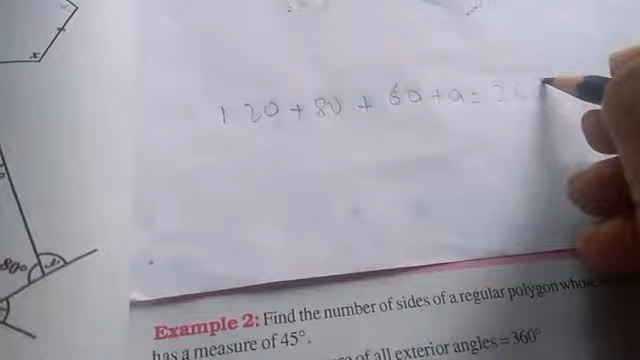 x
120 + 80 + 60 + a =
80°
Example 2: Find the number of sides of a regular polygon whose
has a measure of 45°.
of all exterior angles = 360°